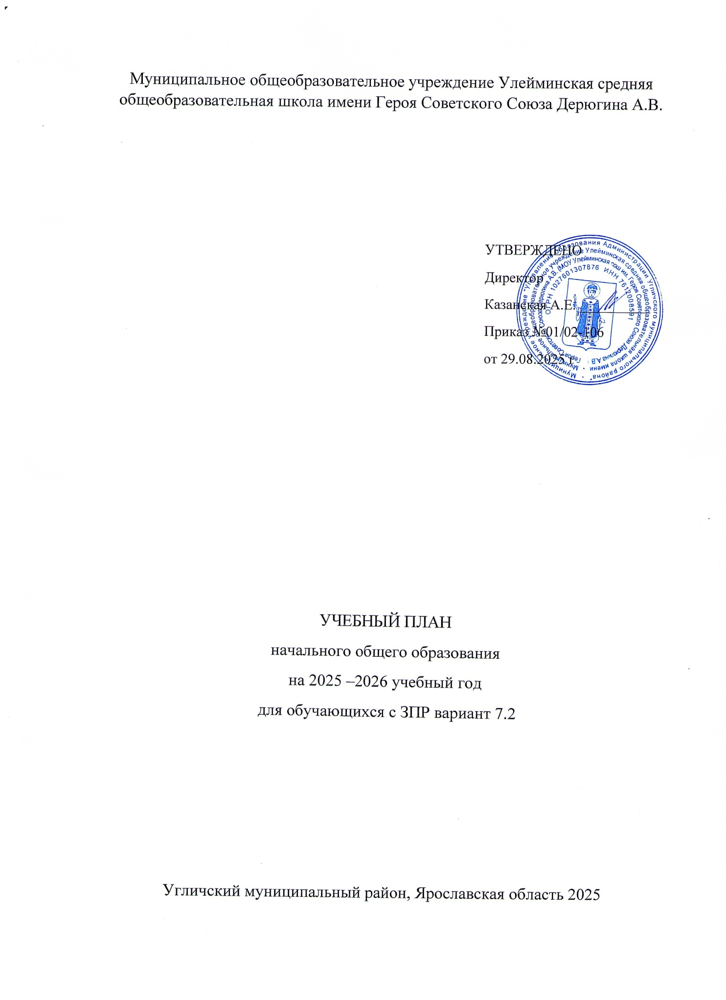 Муниципальное общеобразовательное учреждение Улейминская средняя
общеобразовательная школа имени Героя Советского Союза Дерюгина А.В.
УТВЕРЖДЕНО
Директор
Казанская А.Е.
Приказ №01/02-106
от 29.08.2025 г
Муниципальное учреждение "Управление образования Администрации Угличского муниципального района"
Муниципальное общеобразовательное учреждение Улейминская средняя общеобразовательная школа имени
Героя Советского Союза Дерюгина А.В. (МОУ Улейминская сош им. Героя Советского Союза Дерюгина А.В
ОГРН 1027601307876 ИНН 7612008591
УЧЕБНЫЙ ПЛАН
начального общего образования
на 2025 –2026 учебный год
для обучающихся с ЗПР вариант 7.2
Угличский муниципальный район, Ярославская область 2025